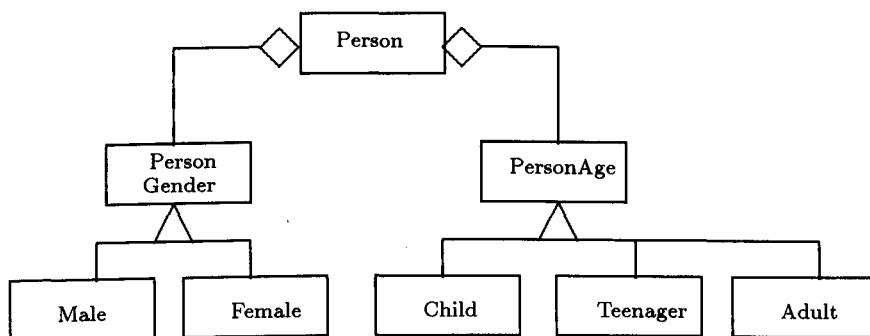 Person
Person
Gender
PersonAge
Male
Female
Child
Teenager
Adult